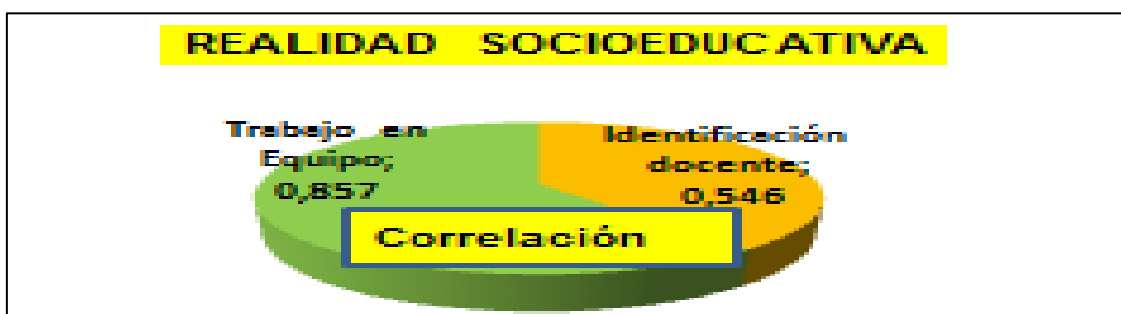 REALIDAD SOCIOEDUCATIVA
Trabajo en
Equipo;
0,857
Identificación
docente;
0,546
Correlación